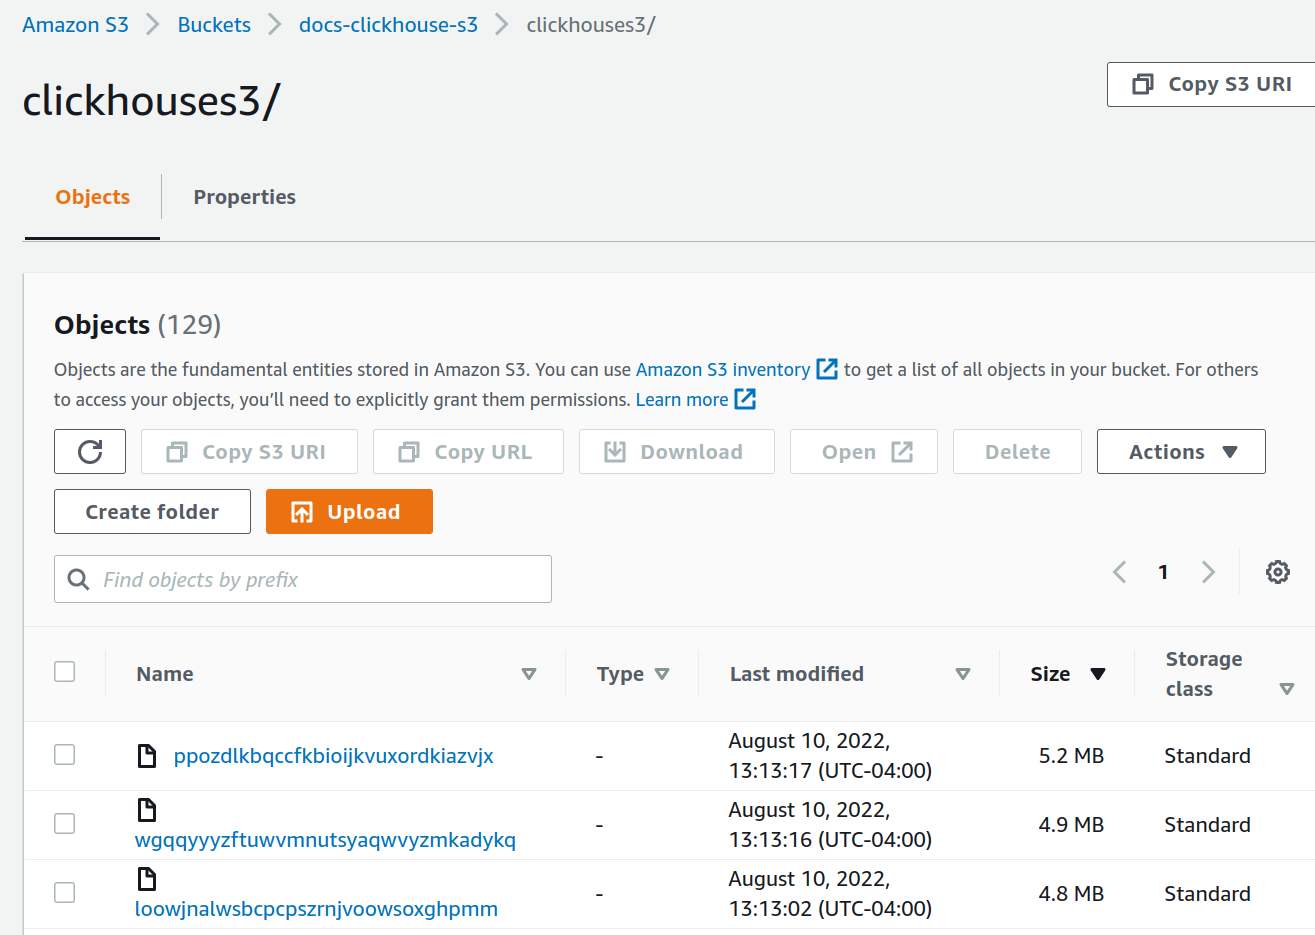 Amazon S3 > Buckets > docs-clickhouse-s3 > clickhouses3/
clickhouses3/
Copy S3 URI
Objects Properties
Objects (129)
Objects are the fundamental entities stored in Amazon S3. You can use Amazon S3 inventory to get a list of all objects in your bucket. For others
to access your objects, you’ll need to explicitly grant them permissions. Learn more
Copy S3 URI Copy URL Download Open Delete Actions
Create folder Upload
Find objects by prefix
1
Name Type Last modified Size Storage
class
ppozdlkbqccfkbioijkvuxordkiazvjx - August 10, 2022, 5.2 MB Standard
13:13:17 (UTC-04:00)
August 10, 2022,
wgqqyyyzftuwvmnutsyaqwvyzmkadykq - 13:13:16 (UTC-04:00) 4.9 MB Standard
August 10, 2022,
loowjnalwsbcpcpszrnjvoowsoxghpmm - 13:13:02 (UTC-04:00) 4.8 MB Standard